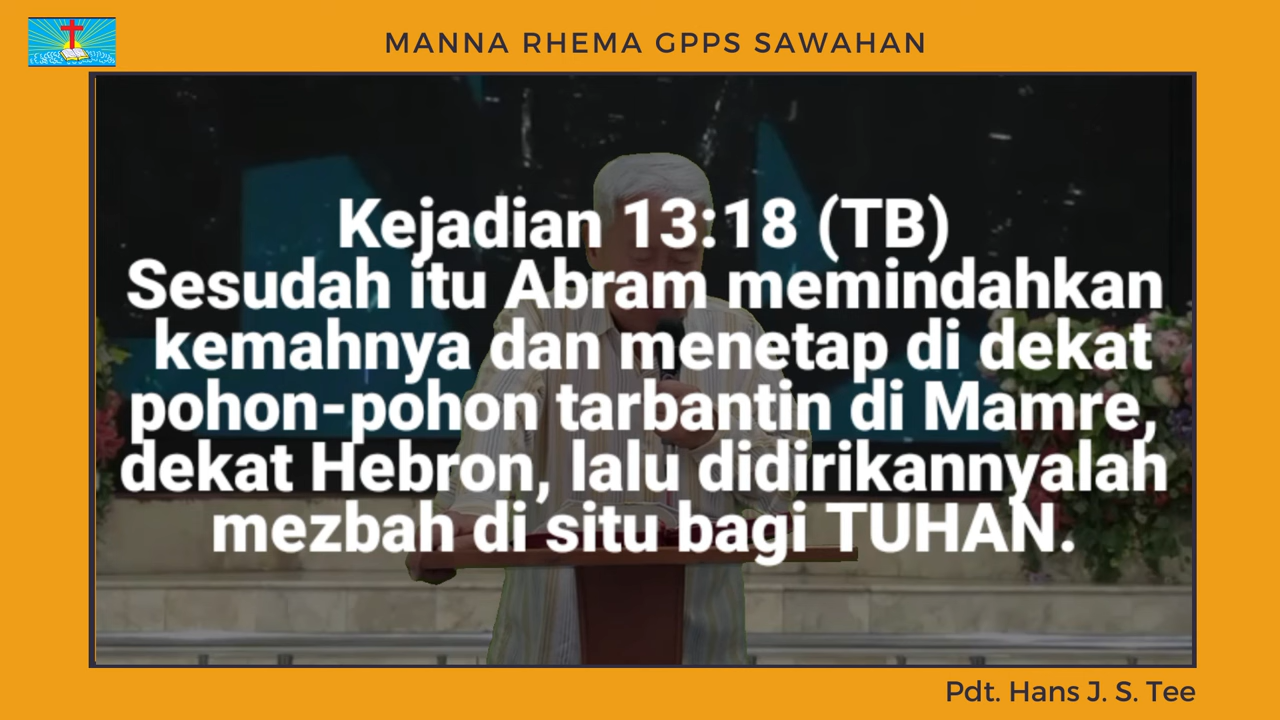 MANNA RHEMA GPPS SAWAHAN
Kejadian 13:18 (TB)
Sesudah itu Abram memindahkan
kemahnya dan menetap di dekat
pohon-pohon tarbantin di Mamre,
dekat Hebron, lalu didirikannyalah
mezbah di situ bagi TUHAN.
Pdt. Hans J. S. Tee